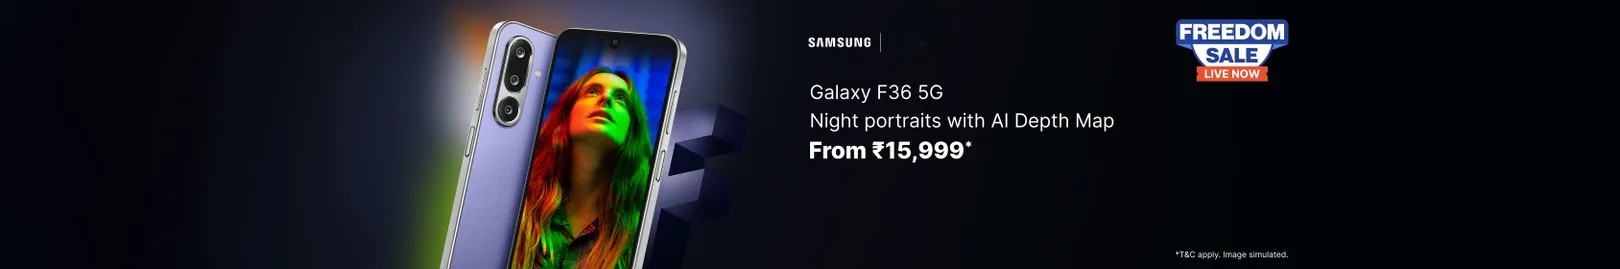 SAMSUNG
Galaxy F36 5G
Night portraits with AI Depth Map
From ₹15,999*
FREEDOM
SALE
LIVE NOW
*T&C apply. Image simulated.